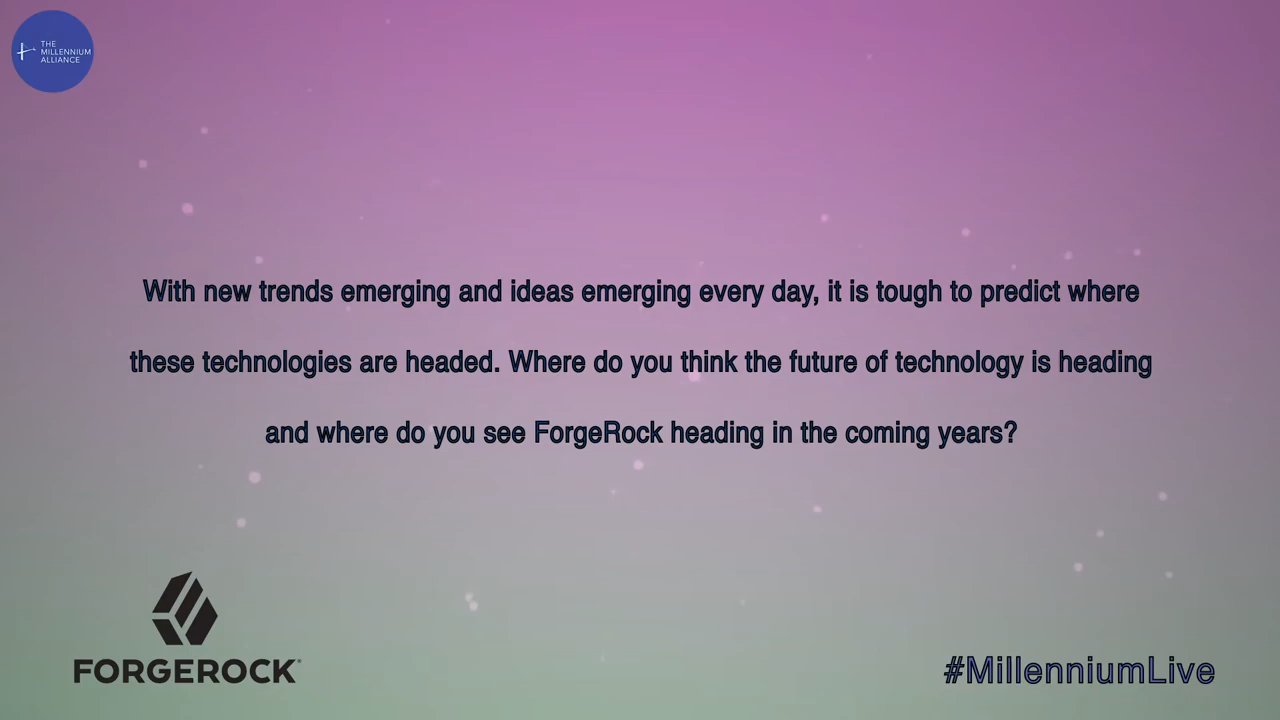 THE
MILLENNIUM
ALLIANCE
With new trends emerging and ideas emerging every day, it is tough to predict where
these technologies are headed. Where do you think the future of technology is heading
and where do you see ForgeRock heading in the coming years?
FORGEROCK
#MillenniumLive